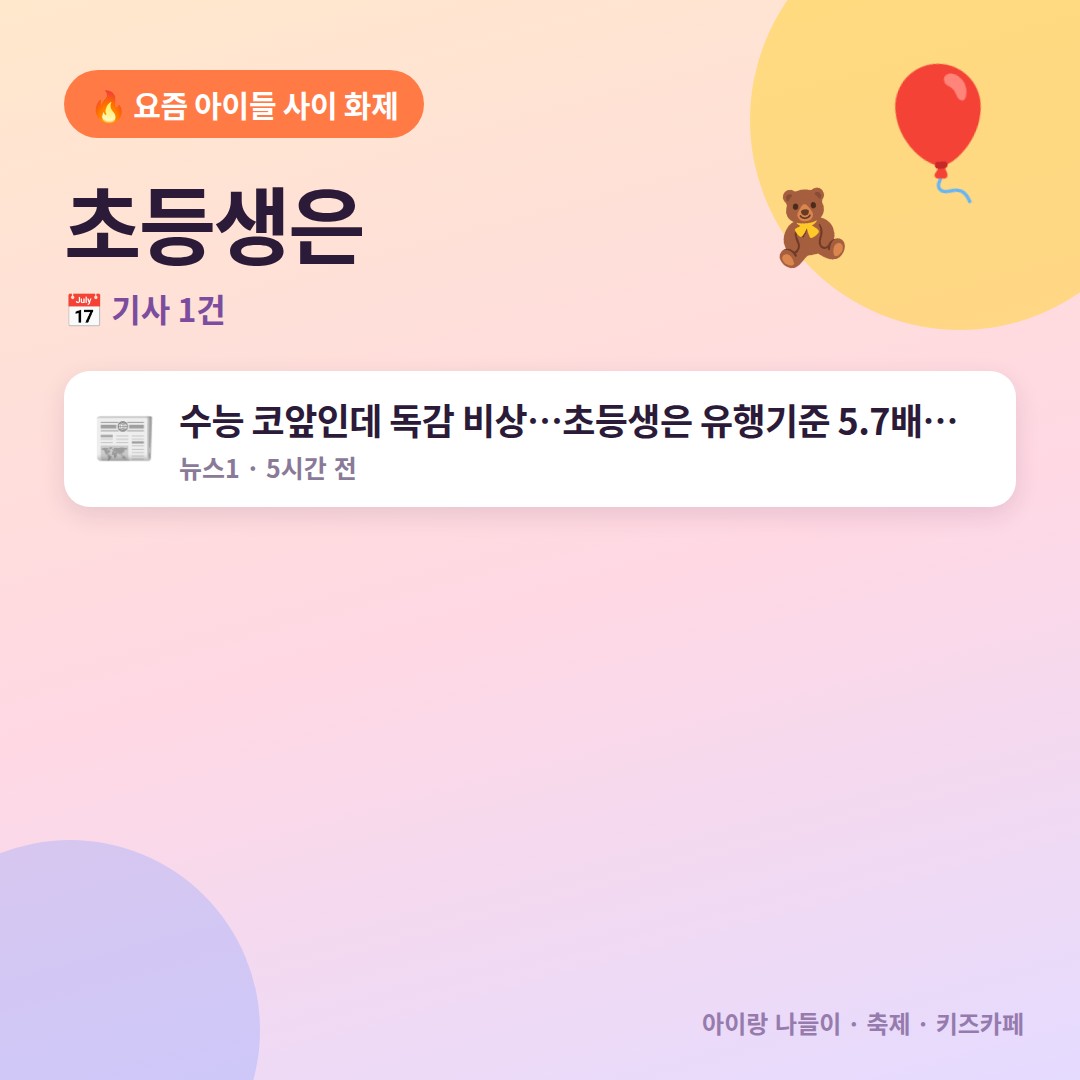 🔥 요즘 아이들 사이 화제
초등생은
📅 기사 1건
수능 코앞인데 독감 비상…초등생은 유행기준 5.7배…
뉴스1 · 5시간 전
아이랑 나들이 · 축제 · 키즈카페